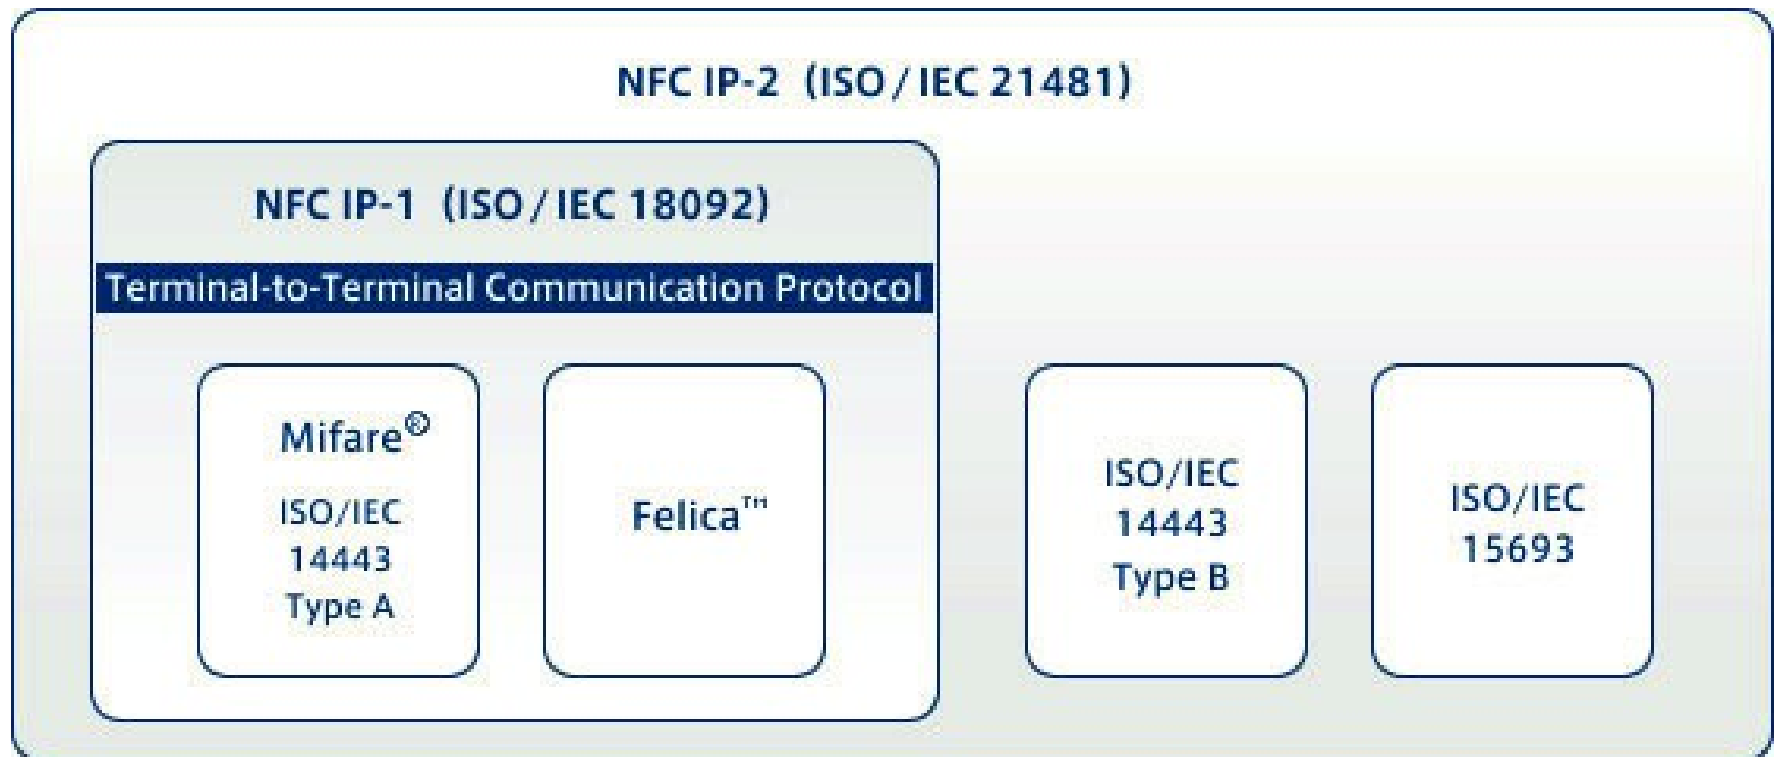 NFC IP-2 (ISO/IEC 21481)
NFC IP-1 (ISO/IEC 18092)
Terminal-to-Terminal Communication Protocol
Mifare®
ISO/IEC
14443
Type A
Felica™
ISO/IEC
14443
Type B
ISO/IEC
15693